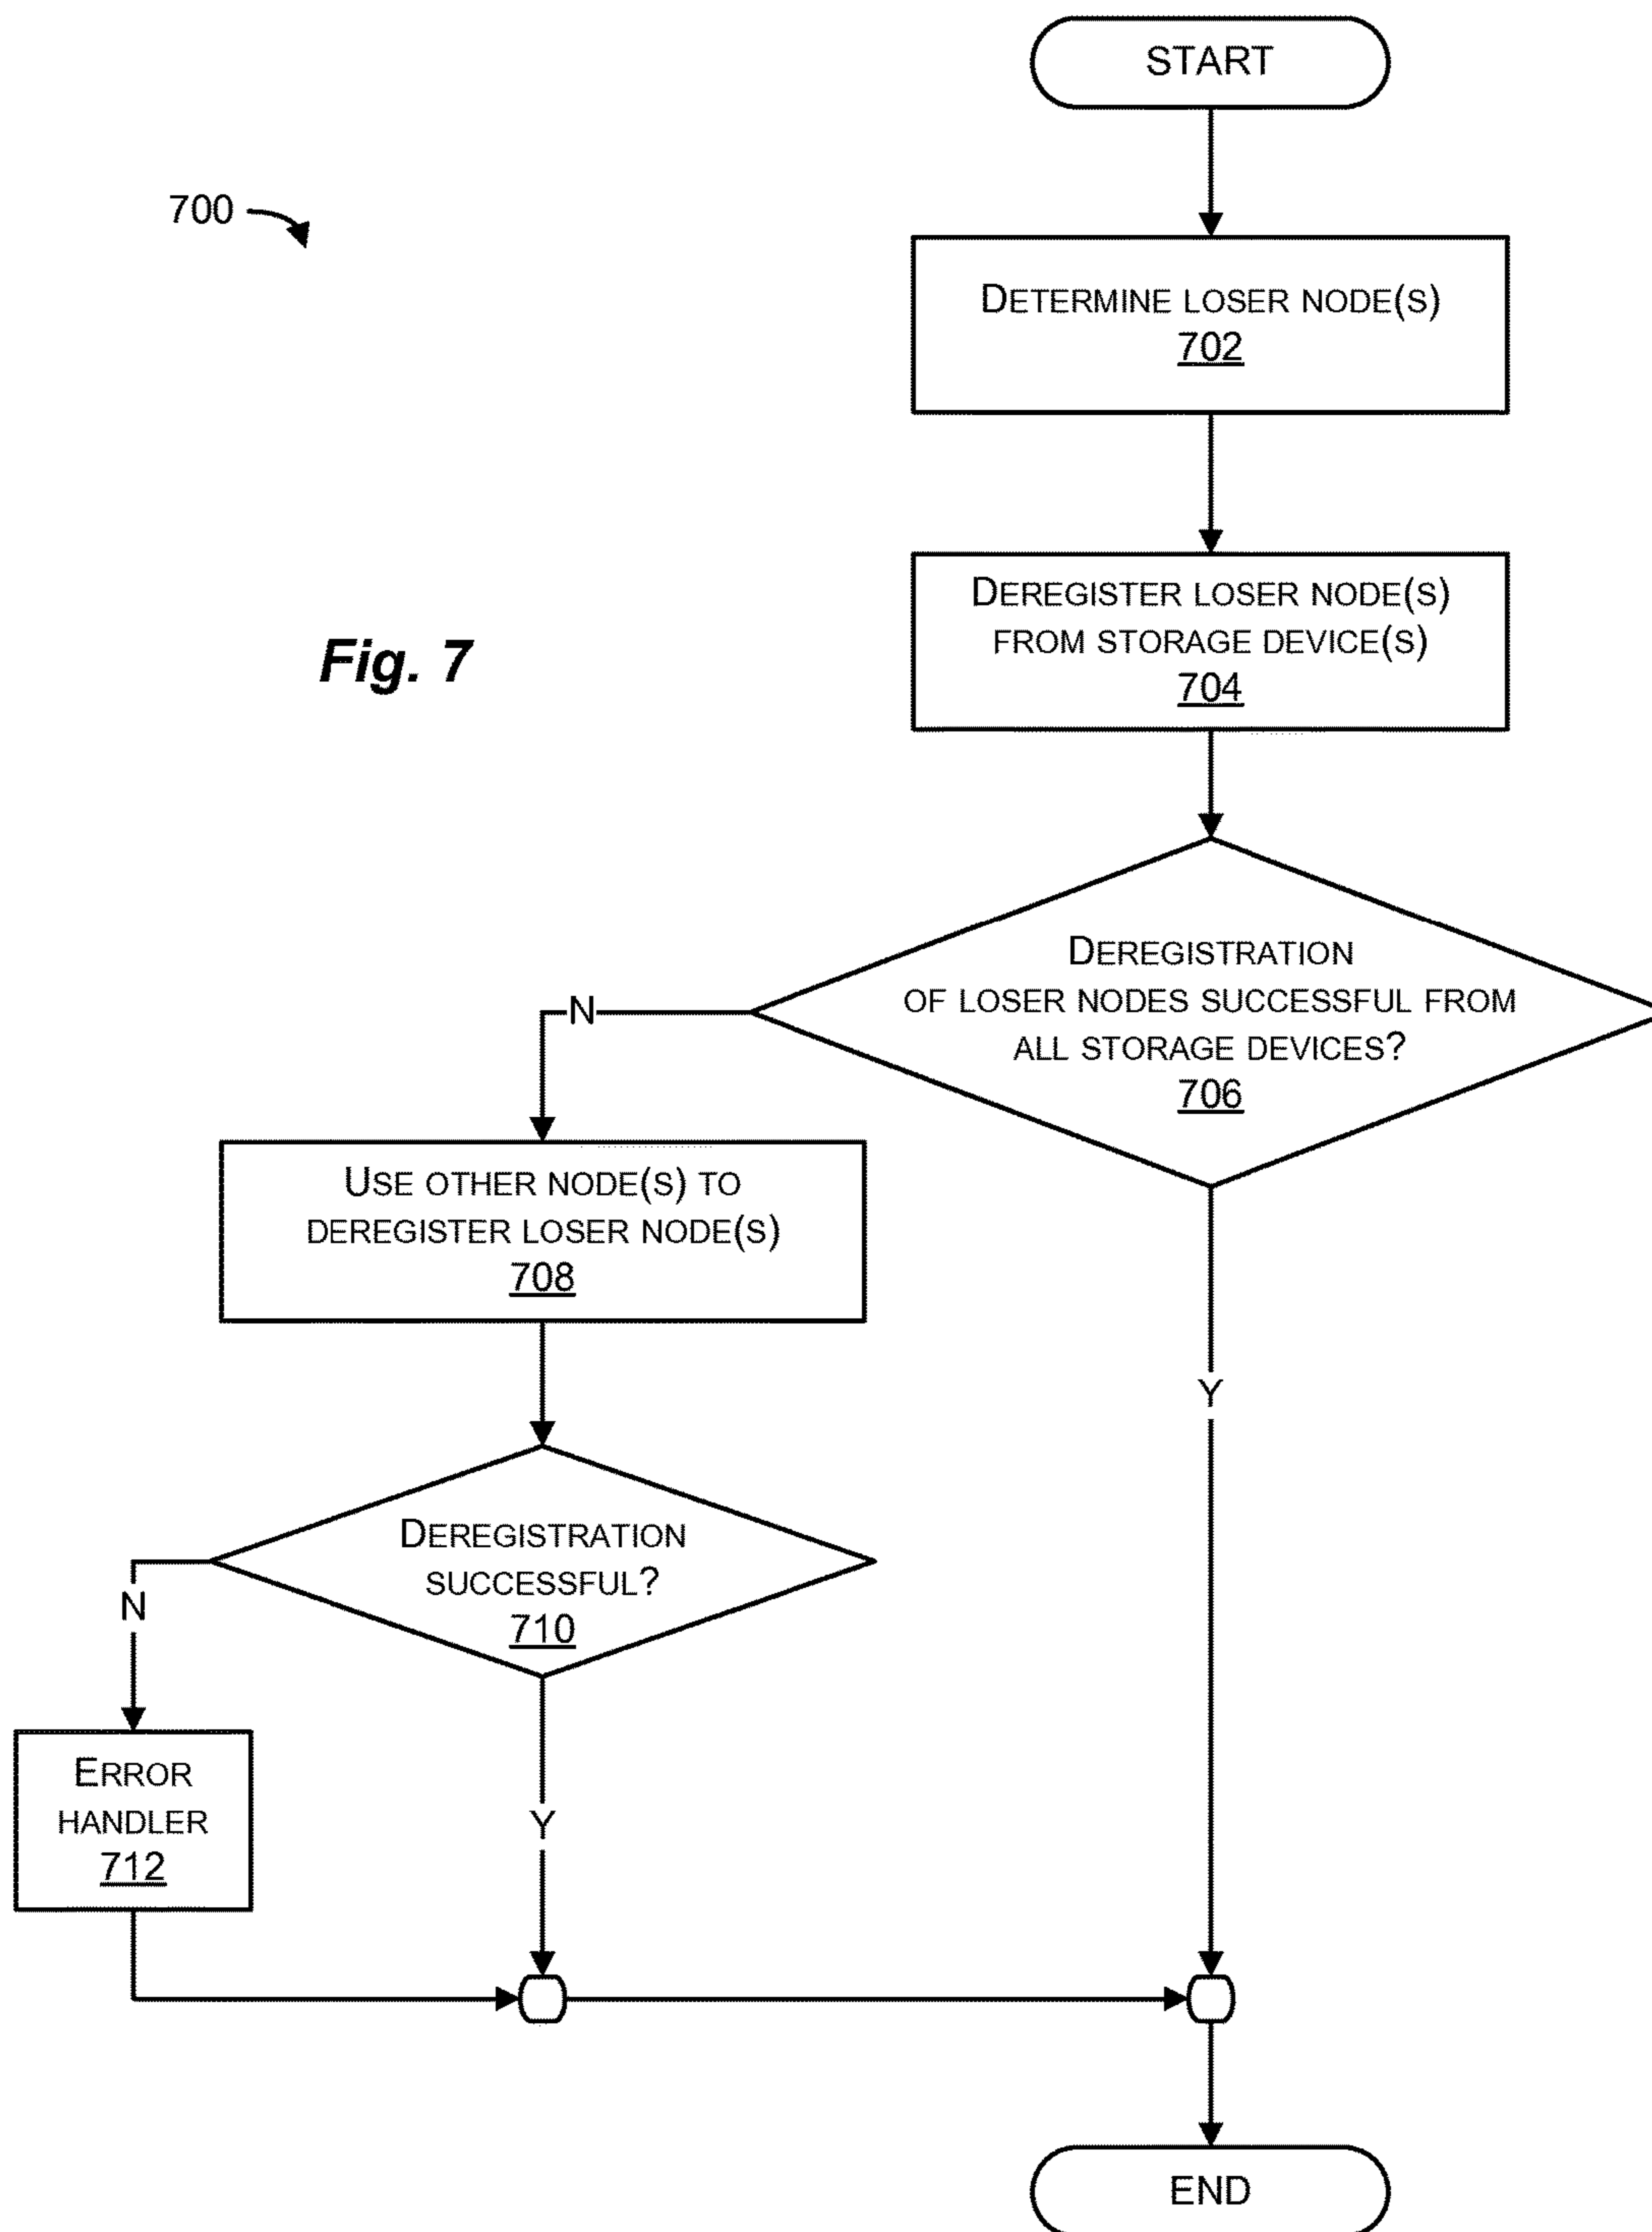 START
700
DETERMINE LOSER NODE(S)
702
DEREGISTER LOSER NODE(S)
FROM STORAGE DEVICE(S)
704
Fig. 7
DEREGISTRATION
OF LOSER NODES SUCCESSFUL FROM
ALL STORAGE DEVICES?
706
N
USE OTHER NODE(S) TO
DEREGISTER LOSER NODE(S)
708
Y
DEREGISTRATION
SUCCESSFUL?
710
N
ERROR
HANDLER
712
Y
END